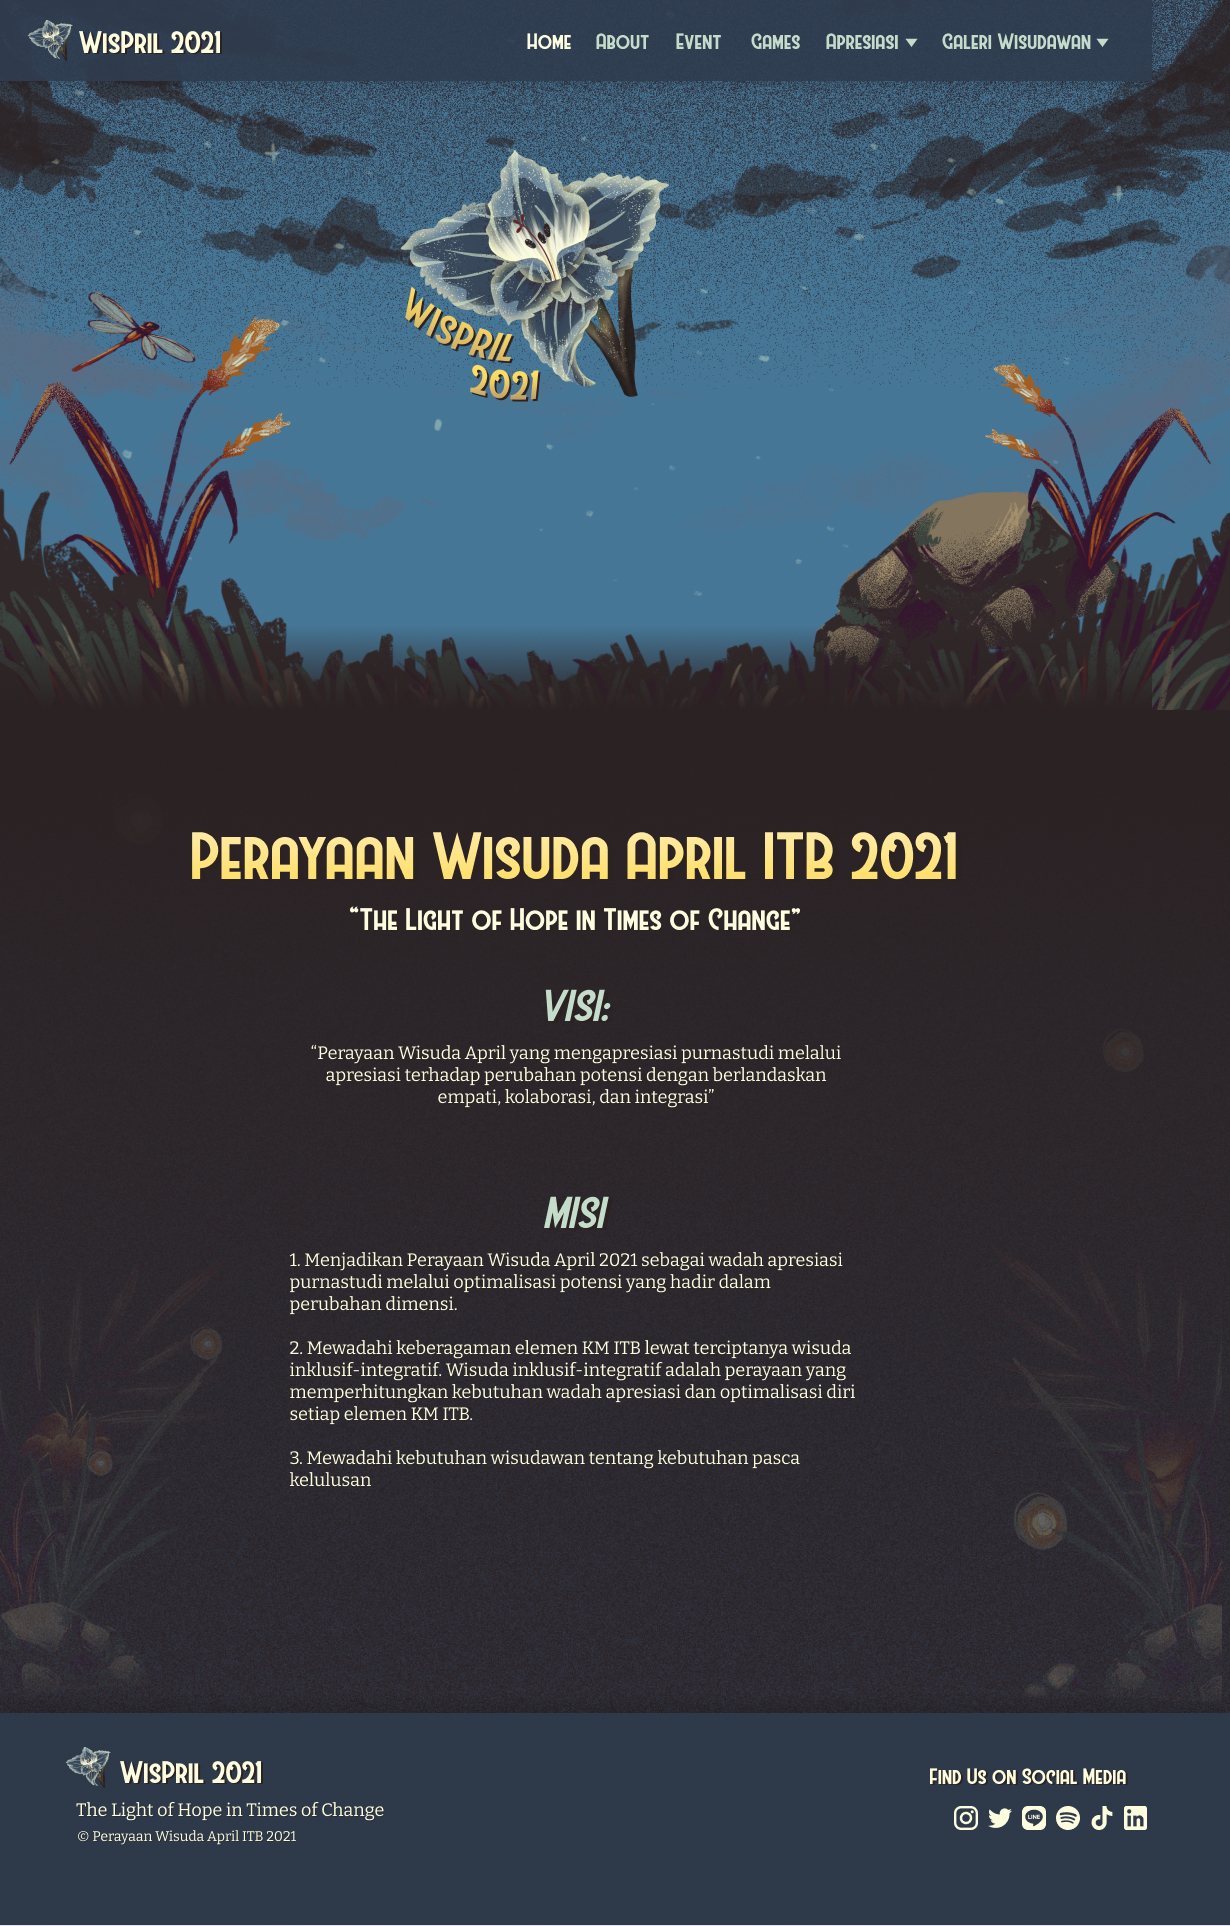 WisPril 2021
Home About Event Games Apresiasi Galeri Wisudawan
WISPRIL
2021
Perayaan Wisuda April ITB 2021
“The Light of Hope in Times of Change”
VISI:
“Perayaan Wisuda April yang mengapresiasi purnastudi melalui
apresiasi terhadap perubahan potensi dengan berlandaskan
empati, kolaborasi, dan integrasi”
MISI
1. Menjadikan Perayaan Wisuda April 2021 sebagai wadah apresiasi
purnastudi melalui optimalisasi potensi yang hadir dalam
perubahan dimensi.
2. Mewadahi keberagaman elemen KM ITB lewat terciptanya wisuda
inklusif-integratif. Wisuda inklusif-integratif adalah perayaan yang
memperhitungkan kebutuhan wadah apresiasi dan optimalisasi diri
setiap elemen KM ITB.
3. Mewadahi kebutuhan wisudawan tentang kebutuhan pasca
kelulusan
WisPril 2021
The Light of Hope in Times of Change
© Perayaan Wisuda April ITB 2021
Find Us on Social Media
LINE
in